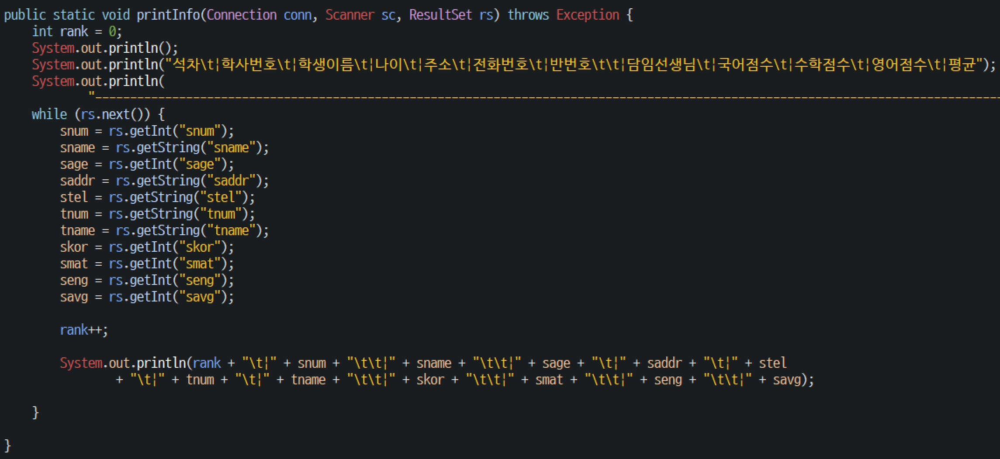 public static void printInfo(Connection conn, Scanner sc, ResultSet rs) throws Exception {
    int rank = 0;
    System.out.println();
    System.out.println("석차\t¦학사번호\t¦학생이름\t¦나이\t¦주소\t¦전화번호\t¦반번호\t\t¦담임선생님\t¦국어점수\t¦수학점수\t¦영어점수\t¦평균");
    System.out.println(
            "----------------------------------------------------------------------------------------------------------------------------------
    while (rs.next()) {
        snum = rs.getInt("snum");
        sname = rs.getString("sname");
        sage = rs.getInt("sage");
        saddr = rs.getString("saddr");
        stel = rs.getString("stel");
        tnum = rs.getString("tnum");
        tname = rs.getString("tname");
        skor = rs.getInt("skor");
        smat = rs.getInt("smat");
        seng = rs.getInt("seng");
        savg = rs.getInt("savg");
        rank++;
        System.out.println(rank + "\t¦" + snum + "\t\t¦" + sname + "\t\t¦" + sage + "\t¦" + saddr + "\t¦" + stel
                + "\t¦" + tnum + "\t¦" + tname + "\t\t¦" + skor + "\t\t¦" + smat + "\t\t¦" + seng + "\t\t¦" + savg);
    }
}